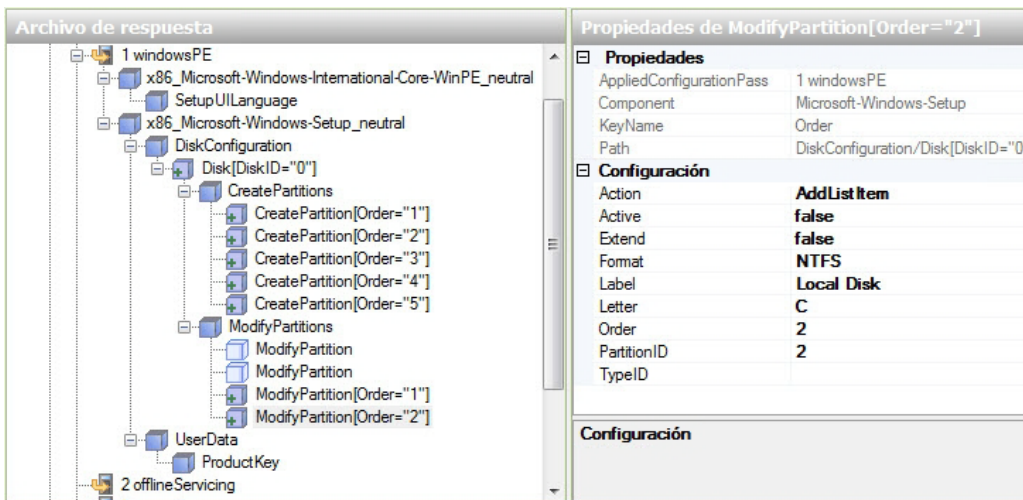 Archivo de respuesta
1 windowsPE
x86_Microsoft-Windows-International-Core-WinPE_neutral
SetupUILanguage
x86_Microsoft-Windows-Setup_neutral
DiskConfiguration
Disk[DiskID="0"]
CreatePartitions
CreatePartition[Order="1"]
CreatePartition[Order="2"]
CreatePartition[Order="3"]
CreatePartition[Order="4"]
CreatePartition[Order="5"]
ModifyPartitions
ModifyPartition
ModifyPartition
ModifyPartition[Order="1"]
ModifyPartition[Order="2"]
UserData
ProductKey
2 offlineServicing
Propiedades de ModifyPartition[Order="2"]
Propiedades
AppliedConfigurationPass 1 windowsPE
Component Microsoft-Windows-Setup
KeyName Order
Path DiskConfiguration/Disk[DiskID="0
Configuración
Action AddListItem
Active false
Extend false
Format NTFS
Label Local Disk
Letter C
Order 2
PartitionID 2
TypeID
Configuración